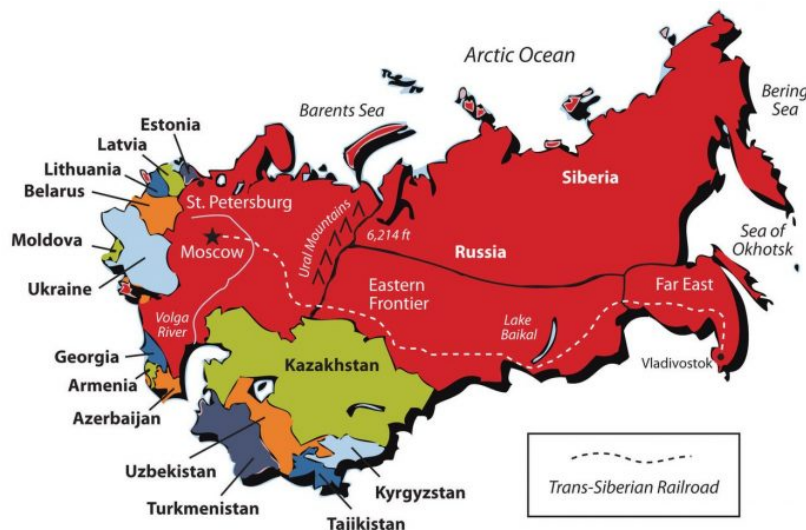 Arctic Ocean
Bering
Sea
Barents Sea
Estonia
Latvia
Lithuania
Belarus
St. Petersburg
Siberia
Ural Mountains
6,214 ft
Moldova
Moscow
Russia
Sea of
Okhotsk
Ukraine
Eastern
Frontier
Far East
Volga
River
Lake
Baikal
Georgia
Kazakhstan
Vladivostok
Armenia
Azerbaijan
Uzbekistan
Kyrgyzstan
Turkmenistan
Tajikistan
Trans-Siberian Railroad